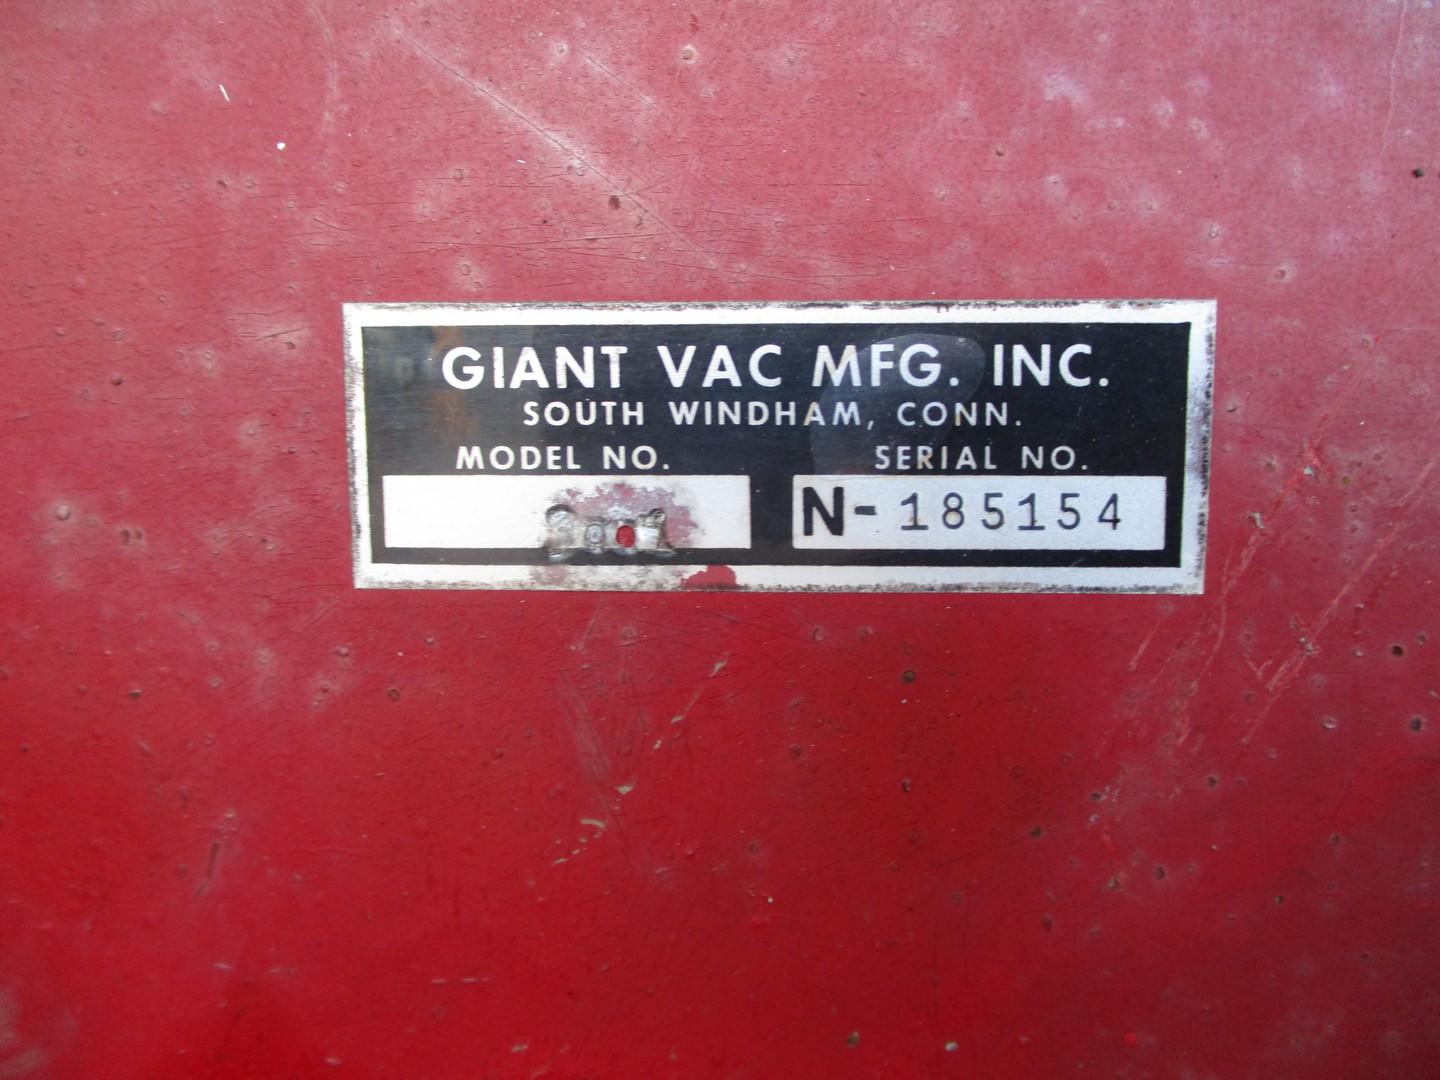 GIANT VAC MFG. INC.
SOUTH WINDHAM, CONN.
MODEL NO. SERIAL NO.
N-185154